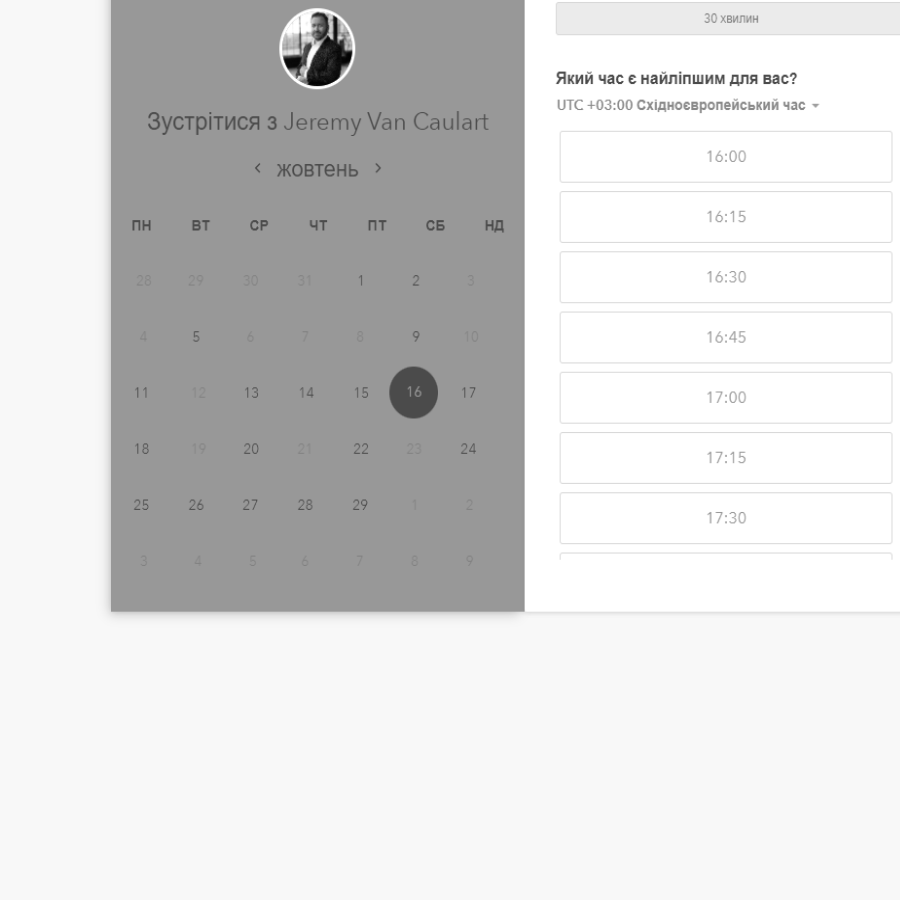 Зустрітися з Jeremy Van Caulart
жовтень
ПН ВТ СР ЧТ ПТ СБ НД
28 29 30 31 1 2 3
4 5 6 7 8 9 10
11 12 13 14 15 16 17
18 19 20 21 22 23 24
25 26 27 28 29 1 2
3 4 5 6 7 8 9
30 хвилин
Який час є найліпшим для вас?
UTC +03:00 Східноєвропейський час
16:00
16:15
16:30
16:45
17:00
17:15
17:30